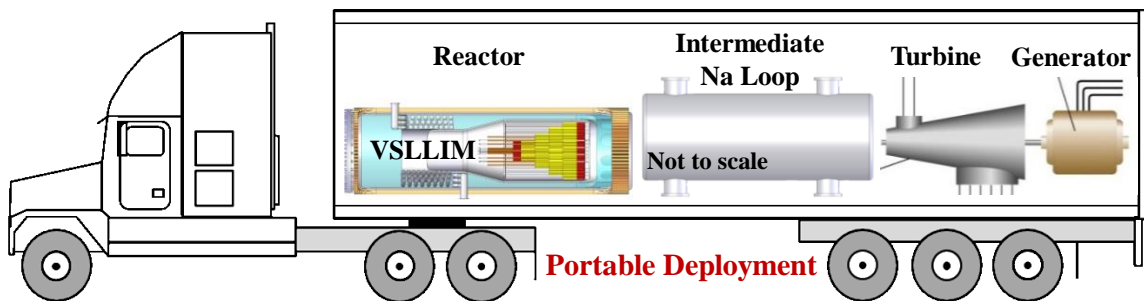 Reactor
Intermediate
Na Loop
Turbine
Generator
VSLLIM
Not to scale
Portable Deployment